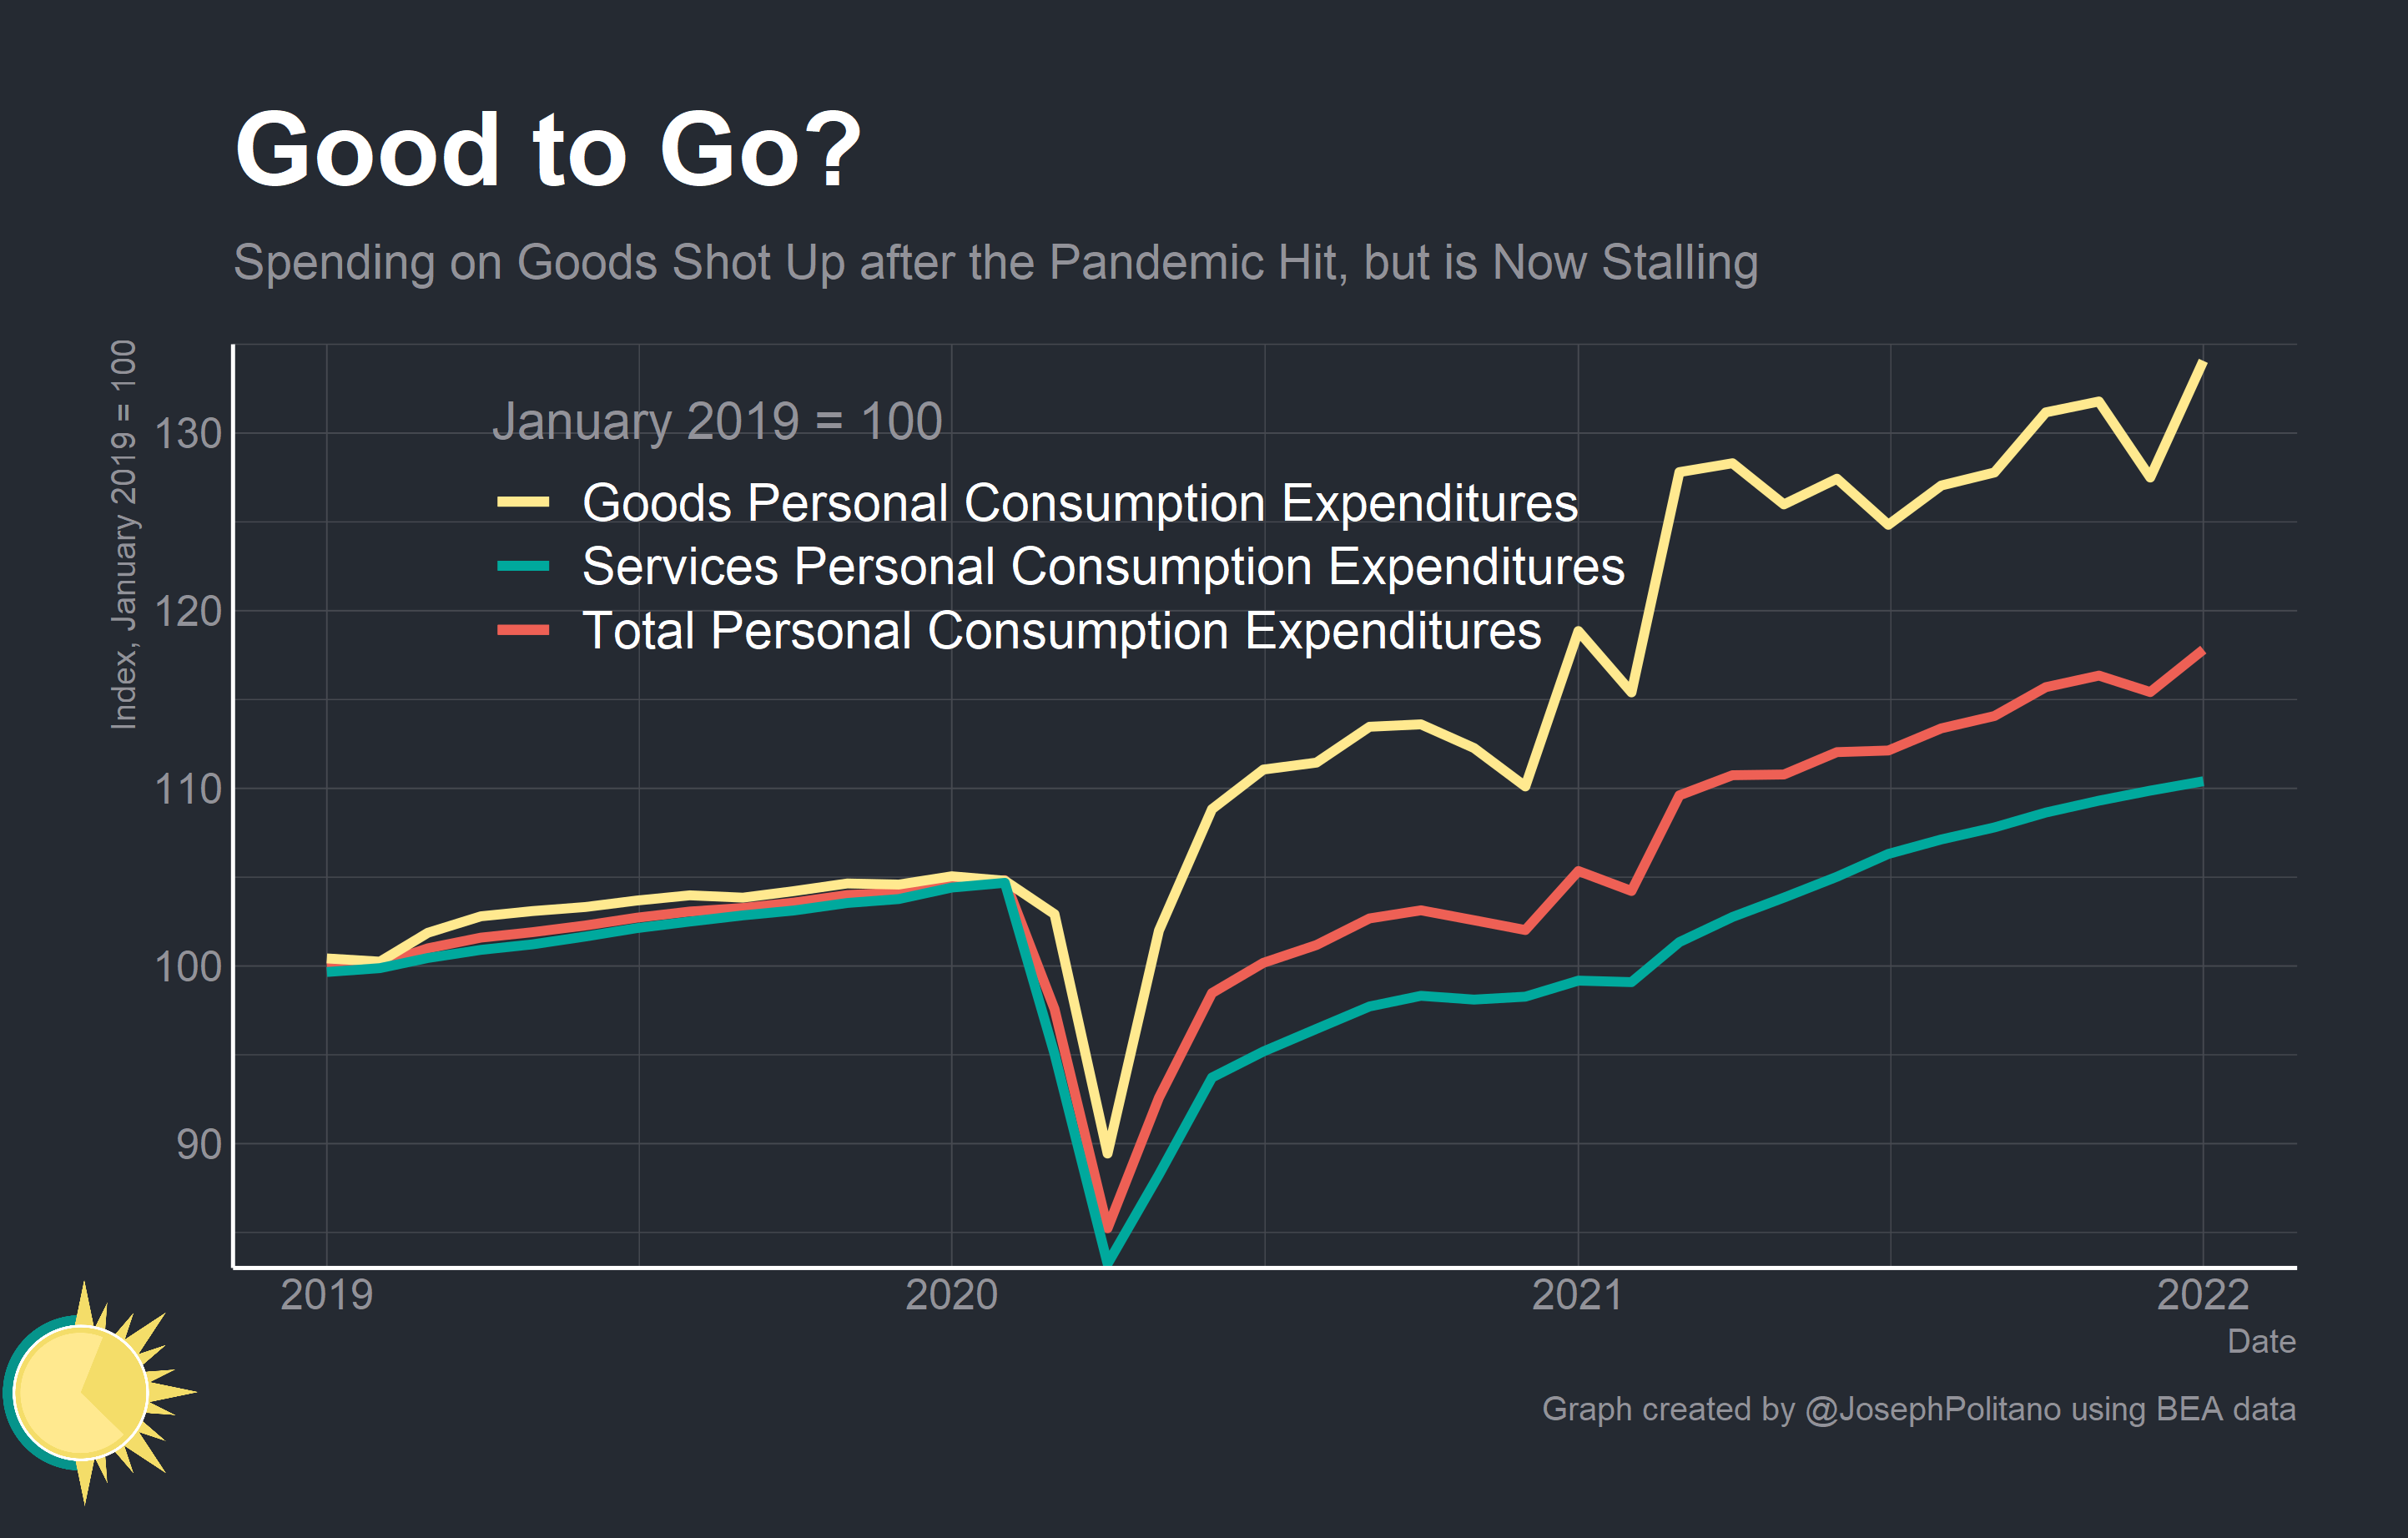 Good to Go?
Spending on Goods Shot Up after the Pandemic Hit, but is Now Stalling
Index, January 2019 = 100
January 2019 = 100
Goods Personal Consumption Expenditures
Services Personal Consumption Expenditures
Total Personal Consumption Expenditures
130
120
110
100
90
2019 2020 2021 2022
Date
Graph created by @JosephPolitano using BEA data